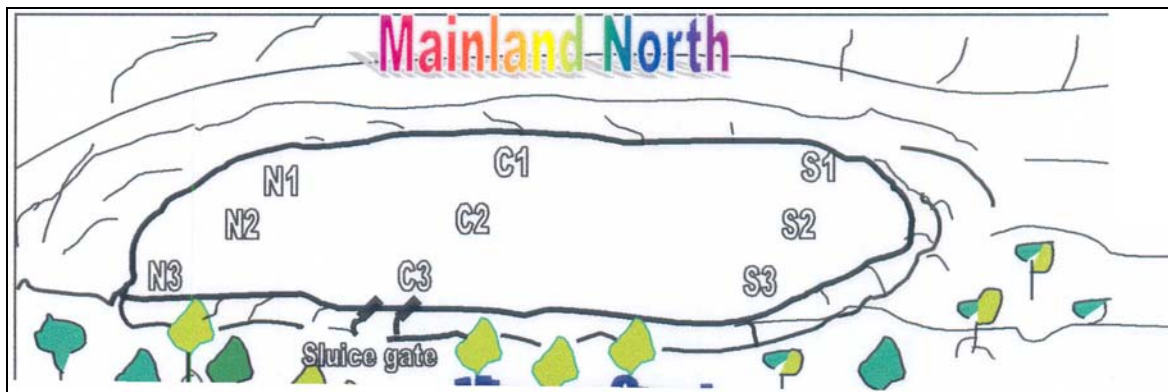 Mainland North
C1
S1
N1
N2
C2
S2
N3
C3
S3
Sluice gate